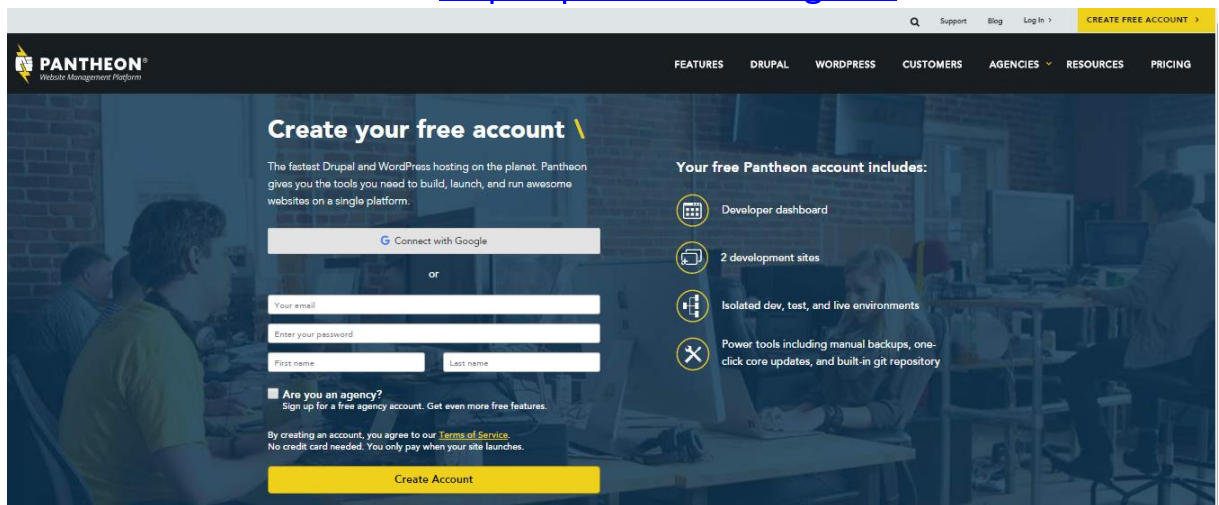 Support Blog Log In > CREATE FREE ACCOUNT >
PANTHEON®
Website Management Platform
FEATURES DRUPAL WORDPRESS CUSTOMERS AGENCIES RESOURCES PRICING
Create your free account \
The fastest Drupal and WordPress hosting on the planet. Pantheon
gives you the tools you need to build, launch, and run awesome
websites on a single platform.
G Connect with Google
or
Your email
Enter your password
First name Last name
Are you an agency?
Sign up for a free agency account. Get even more free features.
By creating an account, you agree to our Terms of Service.
No credit card needed. You only pay when your site launches.
Create Account
Your free Pantheon account includes:
Developer dashboard
2 development sites
Isolated dev, test, and live environments
Power tools including manual backups, one-
click core updates, and built-in git repository